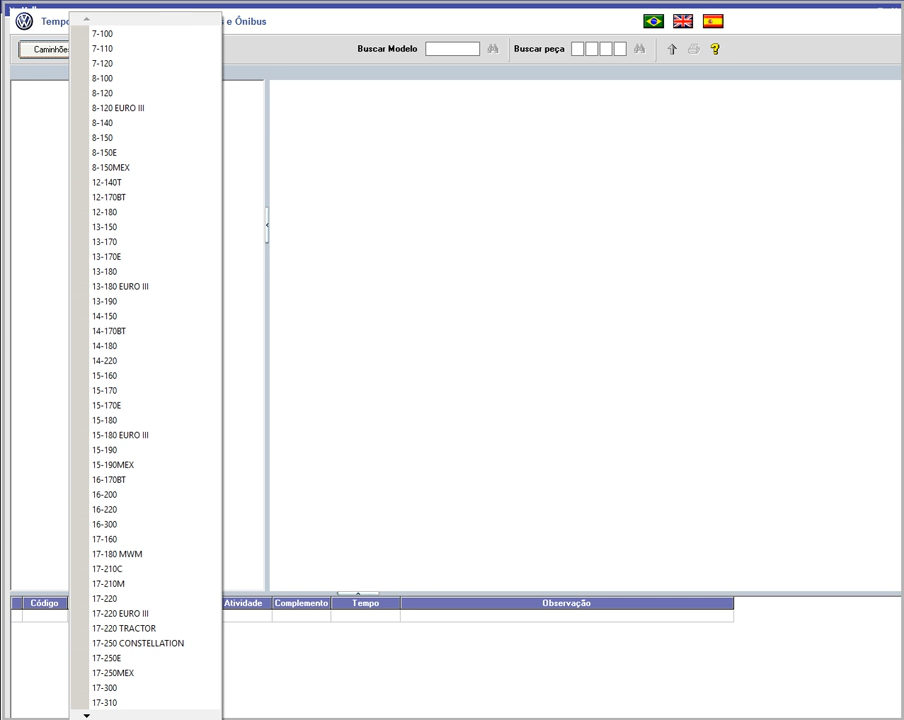 Tempo
e Ônibus
Caminhões
Buscar Modelo
Buscar peça
7-100
7-110
7-120
8-100
8-120
8-120 EURO III
8-140
8-150
8-150E
8-150MEX
12-140T
12-170BT
12-180
13-150
13-170
13-170E
13-180
13-180 EURO III
13-190
14-150
14-170BT
14-180
14-220
15-160
15-170
15-170E
15-180
15-180 EURO III
15-190
15-190MEX
16-170BT
16-200
16-220
16-300
17-160
17-180 MWM
17-210C
17-210M
17-220
17-220 EURO III
17-220 TRACTOR
17-250 CONSTELLATION
17-250E
17-250MEX
17-300
17-310
Código
Atividade
Complemento
Tempo
Observação